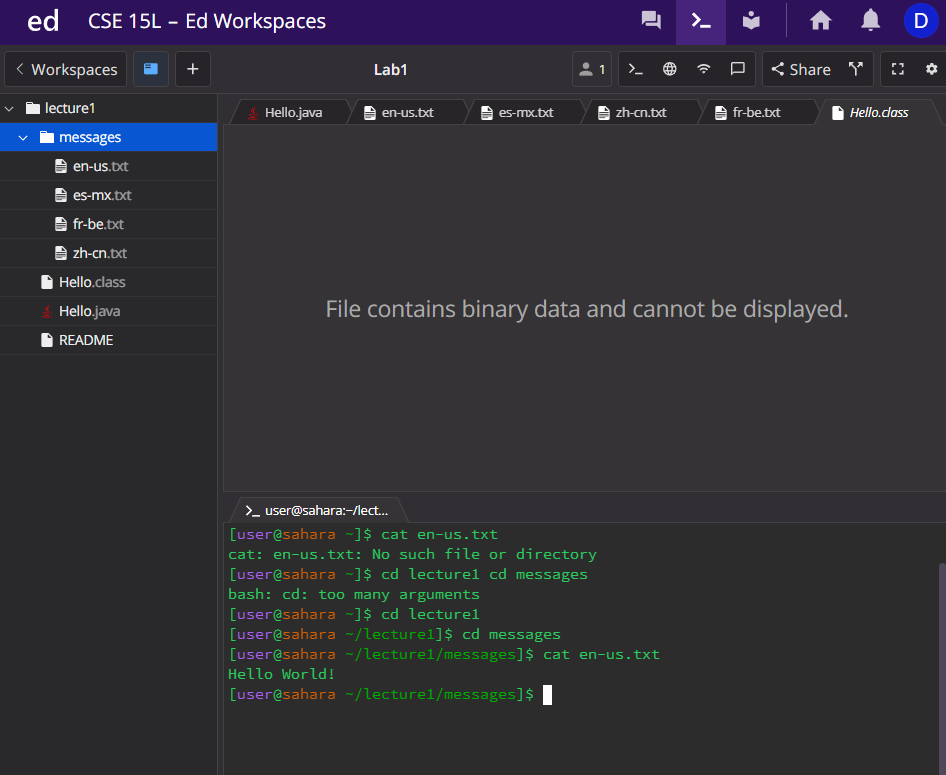 ed CSE 15L – Ed Workspaces D
Workspaces + Lab1 1 Share
lecture1
messages
en-us.txt
es-mx.txt
fr-be.txt
zh-cn.txt
Hello.class
Hello.java
README
Hello.java en-us.txt es-mx.txt zh-cn.txt fr-be.txt Hello.class
File contains binary data and cannot be displayed.
user@sahara:~/lect...
[user@sahara ~]$ cat en-us.txt
cat: en-us.txt: No such file or directory
[user@sahara ~]$ cd lecture1 cd messages
bash: cd: too many arguments
[user@sahara ~]$ cd lecture1
[user@sahara ~/lecture1]$ cd messages
[user@sahara ~/lecture1/messages]$ cat en-us.txt
Hello World!
[user@sahara ~/lecture1/messages]$